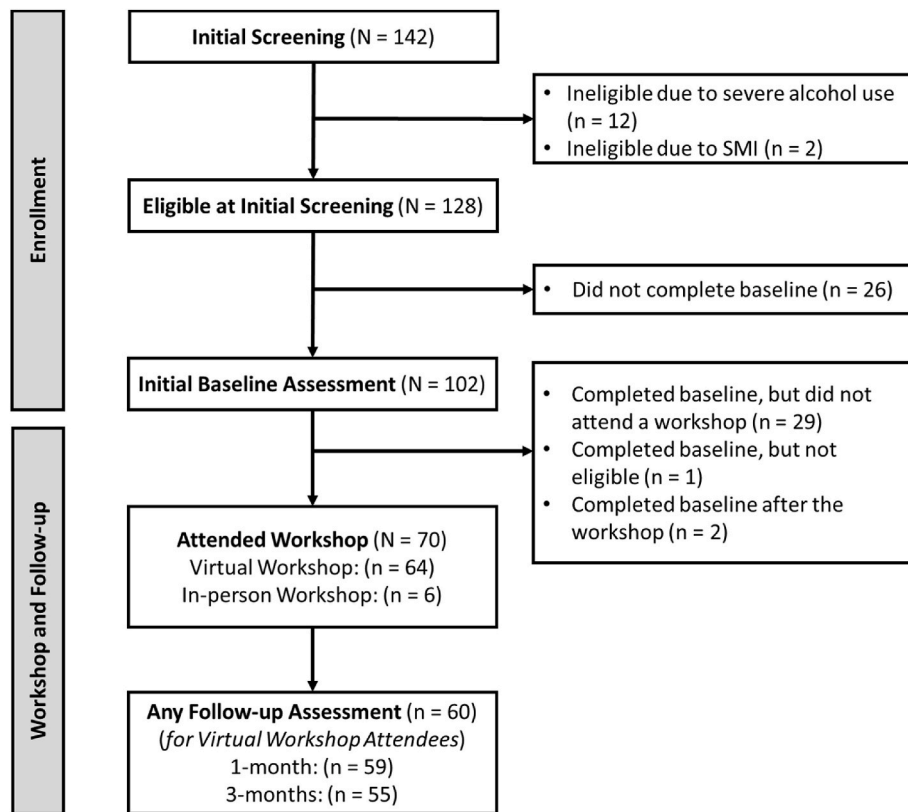 Enrollment
Initial Screening (N = 142)
• Ineligible due to severe alcohol use
(n = 12)
• Ineligible due to SMI (n = 2)
Eligible at Initial Screening (N = 128)
• Did not complete baseline (n = 26)
Initial Baseline Assessment (N = 102)
• Completed baseline, but did not
attend a workshop (n = 29)
• Completed baseline, but not
eligible (n = 1)
• Completed baseline after the
workshop (n = 2)
Workshop and Follow-up
Attended Workshop (N = 70)
Virtual Workshop: (n = 64)
In-person Workshop: (n = 6)
Any Follow-up Assessment (n = 60)
(for Virtual Workshop Attendees)
1-month: (n = 59)
3-months: (n = 55)